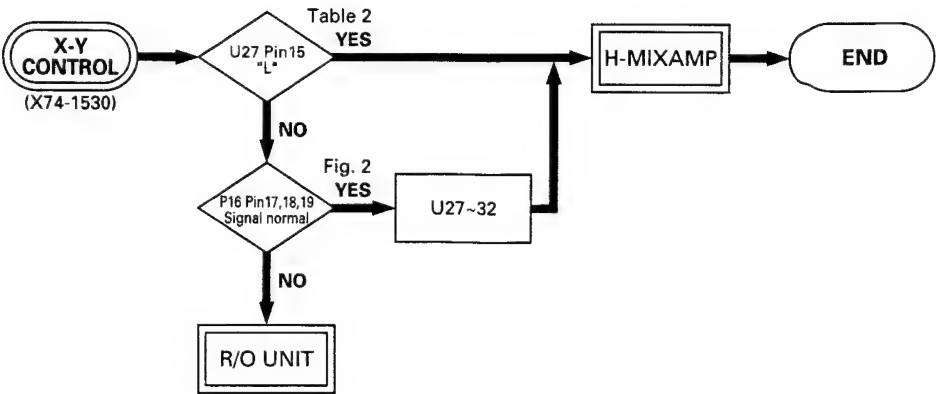 X-Y
CONTROL
(X74-1530)
U27 Pin15
"L"
Table 2
YES
H-MIXAMP
END
NO
P16 Pin17,18,19
Signal normal
Fig. 2
YES
U27~32
NO
R/O UNIT